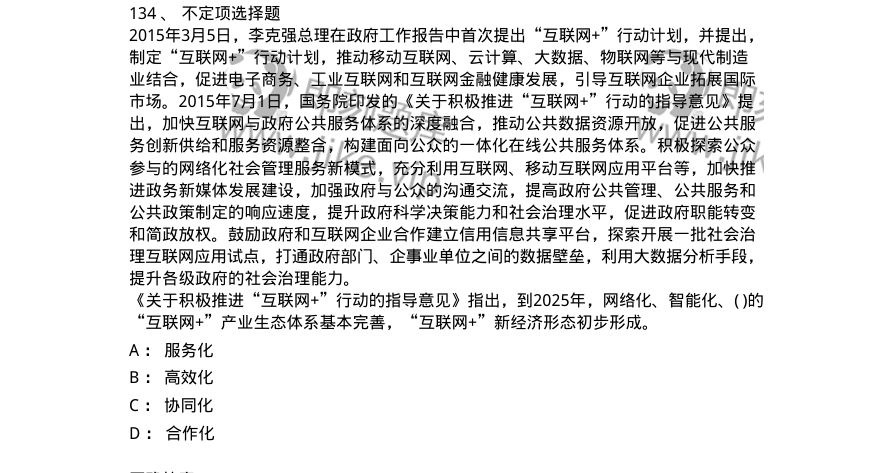 134 、 不定项选择题
2015年3月5日，李克强总理在政府工作报告中首次提出“互联网+”行动计划，并提出，
制定“互联网+”行动计划，推动移动互联网、云计算、大数据、物联网等与现代制造
业结合，促进电子商务、工业互联网和互联网金融健康发展，引导互联网企业拓展国际
市场。2015年7月1日，国务院印发的《关于积极推进“互联网+”行动的指导意见》提
出，加快互联网与政府公共服务体系的深度融合，推动公共数据资源开放，促进公共服
务创新供给和服务资源整合，构建面向公众的一体化在线公共服务体系。积极探索公众
参与的网络化社会管理服务新模式，充分利用互联网、移动互联网应用平台等，加快推
进政务新媒体发展建设，加强政府与公众的沟通交流，提高政府公共管理、公共服务和
公共政策制定的响应速度，提升政府科学决策能力和社会治理水平，促进政府职能转变
和简政放权。鼓励政府和互联网企业合作建立信用信息共享平台，探索开展一批社会治
理互联网应用试点，打通政府部门、企事业单位之间的数据壁垒，利用大数据分析手段，
提升各级政府的社会治理能力。
《关于积极推进“互联网+”行动的指导意见》指出，到2025年，网络化、智能化、( )的
“互联网+”产业生态体系基本完善，“互联网+”新经济形态初步形成。
A： 服务化
B： 高效化
C： 协同化
D： 合作化
即刻题库
www.jike.vip